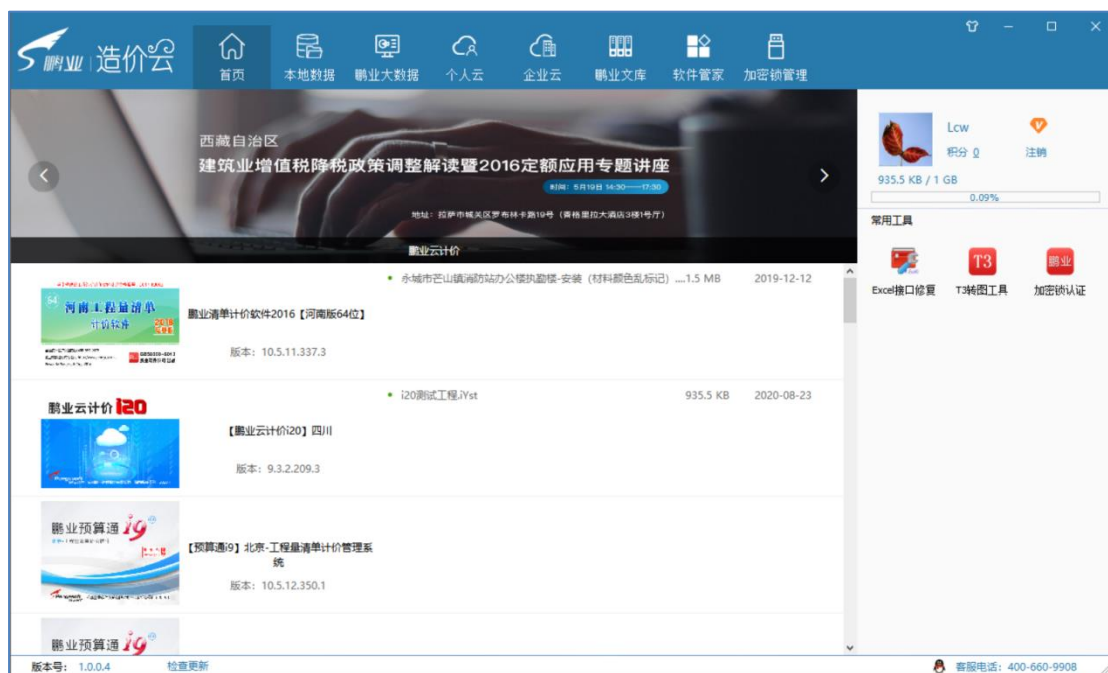 鹏业 造价云
首页
本地数据
鹏业大数据
个人云
企业云
鹏业文库
软件管家
加密锁管理
西藏自治区
建筑业增值税降税政策调整解读暨2016定额应用专题讲座
时间：5月19日 14:30——17:30
地址：拉萨市城关区罗布林卡路19号（香格里拉大酒店3楼1号厅）
鹏业云计价
Lcw
积分 0
注销
935.5 KB / 1 GB
0.09%
常用工具
Excel接口修复
T3
T3转图工具
鹏业
加密锁认证
64
河南工程量清单
计价软件
鹏业清单计价软件2016【河南版64位】
版本：10.5.11.337.3
永城市芒山镇消防站办公楼执勤楼-安装（材料颜色乱标记）....1.5 MB 2019-12-12
鹏业云计价 i20
【鹏业云计价i20】四川
版本：9.3.2.209.3
i20测试工程.iYst 935.5 KB 2020-08-23
鹏业预算通 i9
【预算通i9】北京-工程量清单计价管理系
统
版本：10.5.12.350.1
鹏业预算通 i9
版本号：1.0.0.4 检查更新
客服电话：400-660-9908